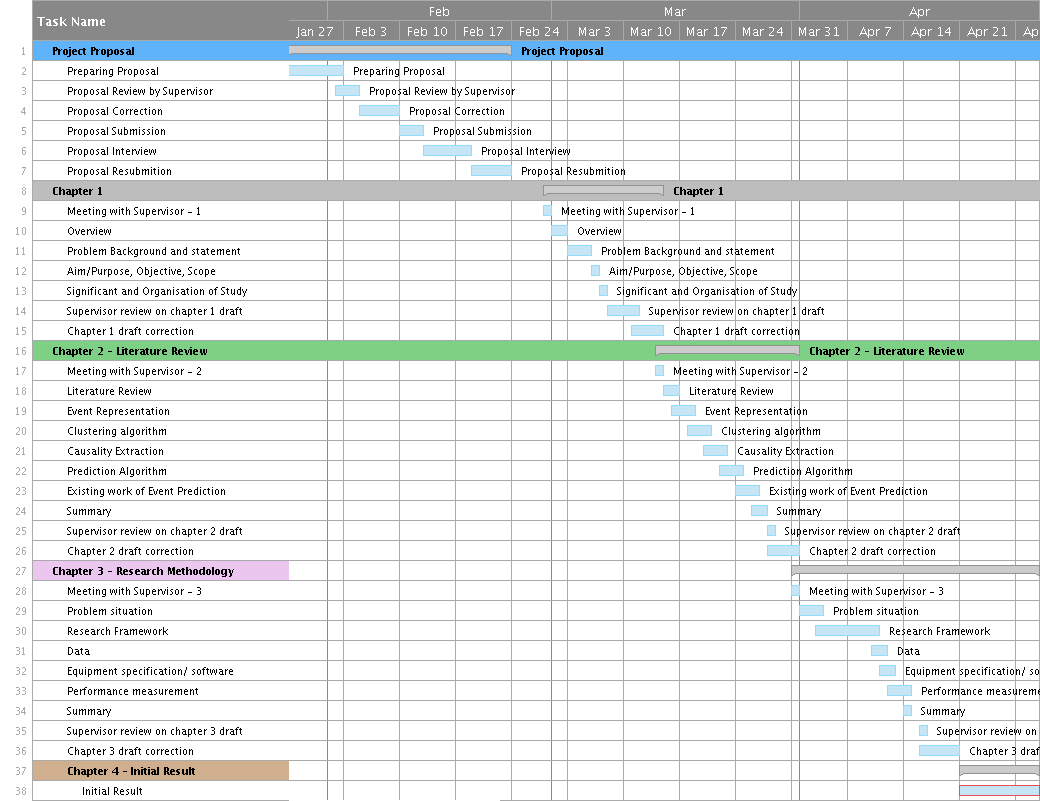 Task Name
Feb Mar Apr
Jan 27 Feb 3 Feb 10 Feb 17 Feb 24 Mar 3 Mar 10 Mar 17 Mar 24 Mar 31 Apr 7 Apr 14 Apr 21 Ap
1 Project Proposal Project Proposal
2 Preparing Proposal Preparing Proposal
3 Proposal Review by Supervisor Proposal Review by Supervisor
4 Proposal Correction Proposal Correction
5 Proposal Submission Proposal Submission
6 Proposal Interview Proposal Interview
7 Proposal Resubmition Proposal Resubmition
8 Chapter 1 Chapter 1
9 Meeting with Supervisor - 1 Meeting with Supervisor - 1
10 Overview Overview
11 Problem Background and statement Problem Background and statement
12 Aim/Purpose, Objective, Scope Aim/Purpose, Objective, Scope
13 Significant and Organisation of Study Significant and Organisation of Study
14 Supervisor review on chapter 1 draft Supervisor review on chapter 1 draft
15 Chapter 1 draft correction Chapter 1 draft correction
16 Chapter 2 - Literature Review Chapter 2 - Literature Review
17 Meeting with Supervisor - 2 Meeting with Supervisor - 2
18 Literature Review Literature Review
19 Event Representation Event Representation
20 Clustering algorithm Clustering algorithm
21 Causality Extraction Causality Extraction
22 Prediction Algorithm Prediction Algorithm
23 Existing work of Event Prediction Existing work of Event Prediction
24 Summary Summary
25 Supervisor review on chapter 2 draft Supervisor review on chapter 2 draft
26 Chapter 2 draft correction Chapter 2 draft correction
27 Chapter 3 - Research Methodology
28 Meeting with Supervisor - 3 Meeting with Supervisor - 3
29 Problem situation Problem situation
30 Research Framework Research Framework
31 Data Data
32 Equipment specification/ software Equipment specification/ so
33 Performance measurement Performance measureme
34 Summary Summary
35 Supervisor review on chapter 3 draft Supervisor review on
36 Chapter 3 draft correction Chapter 3 draf
37 Chapter 4 - Initial Result
38 Initial Result